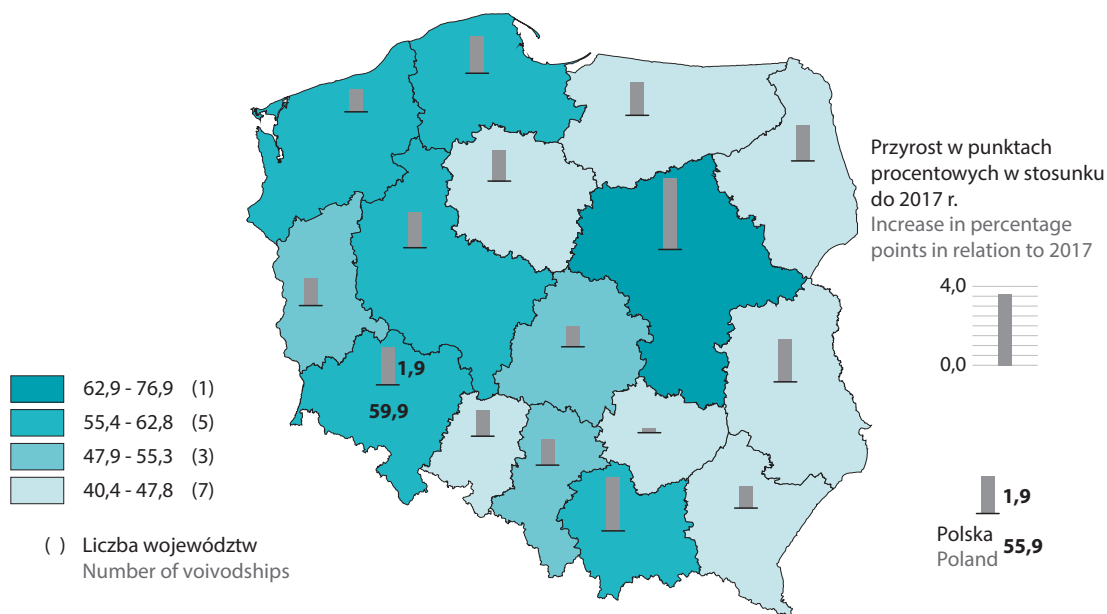 Przyrost w punktach
procentowych w stosunku
do 2017 r.
Increase in percentage
points in relation to 2017
4,0
0,0
1,9
59,9
62,9 - 76,9 (1)
55,4 - 62,8 (5)
47,9 - 55,3 (3)
40,4 - 47,8 (7)
( ) Liczba województw
Number of voivodships
1,9
Polska
Poland 55,9